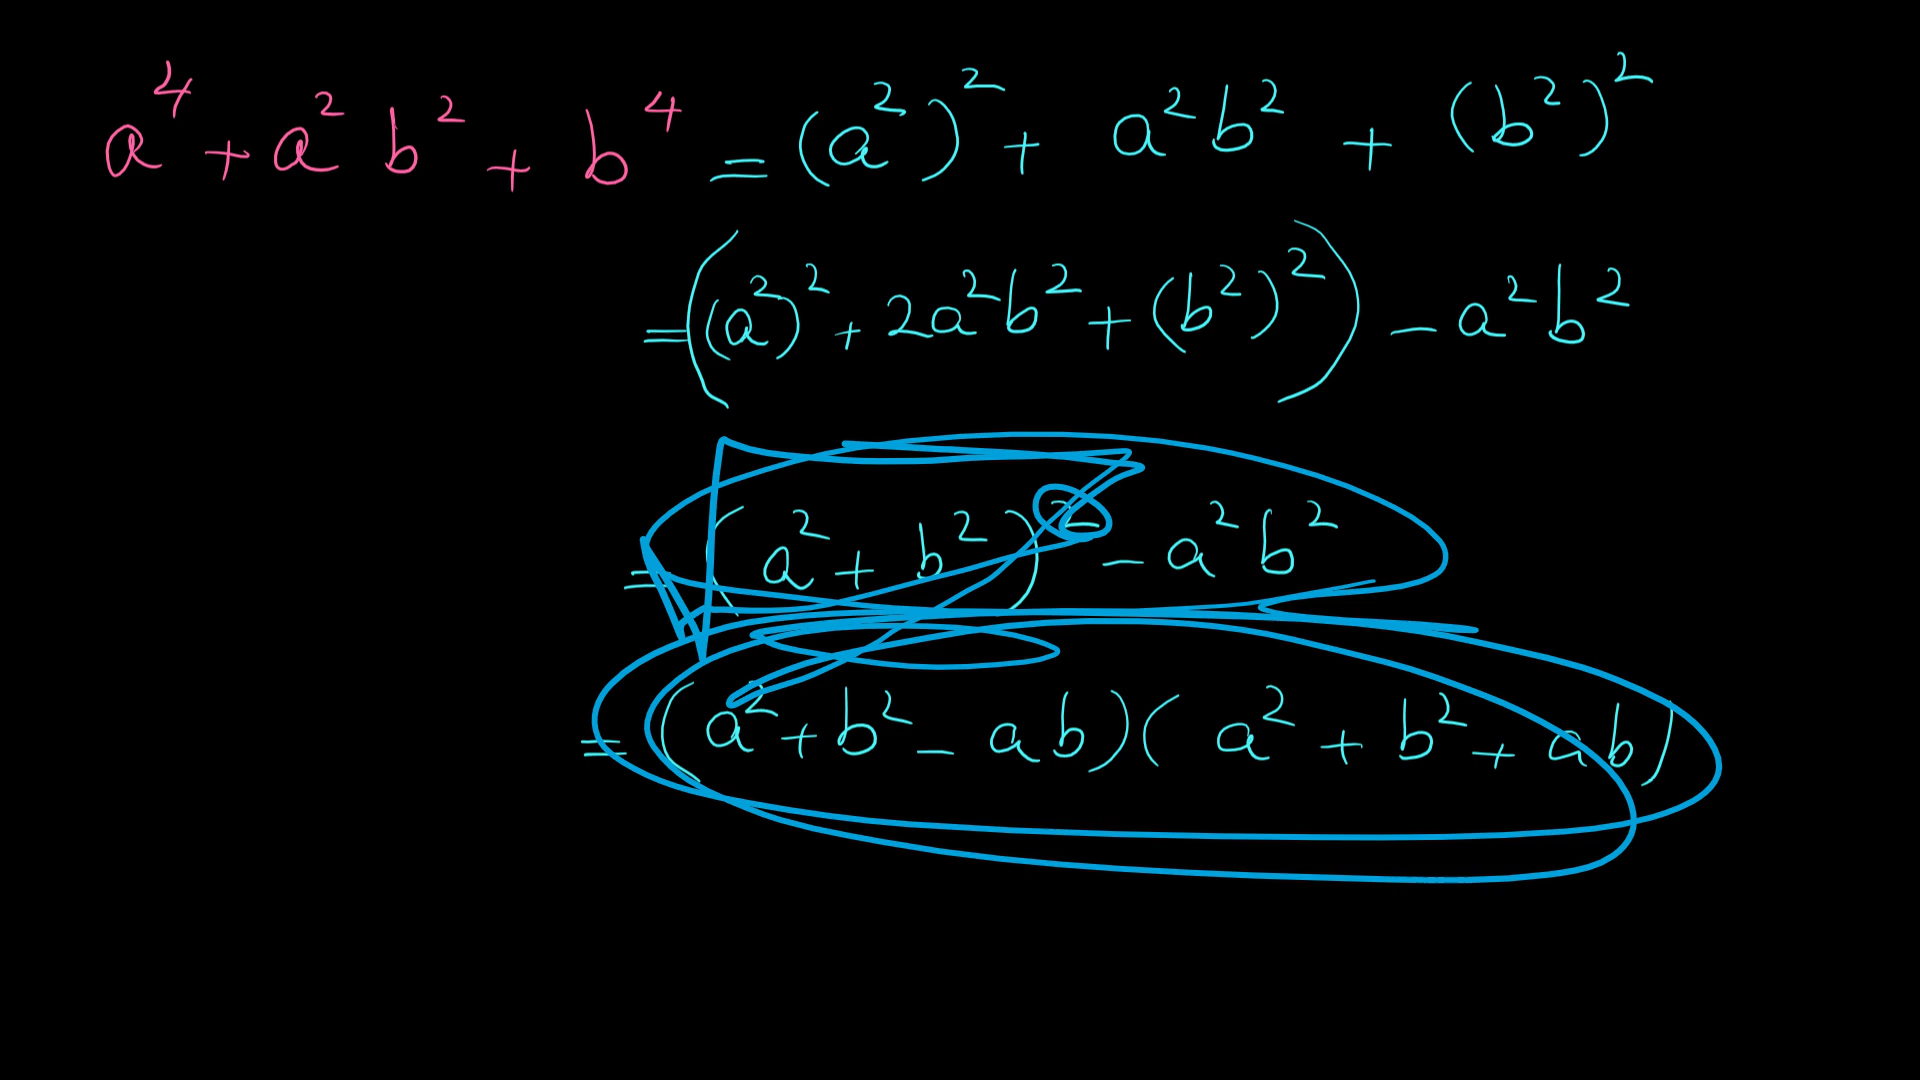 a⁴ + a²b² + b⁴ = (a²)² + a²b² + (b²)²
= ((a²)² + 2a²b² + (b²)²) - a²b²
= (a² + b²)² - a²b²
= (a² + b² - ab)(a² + b² + ab)